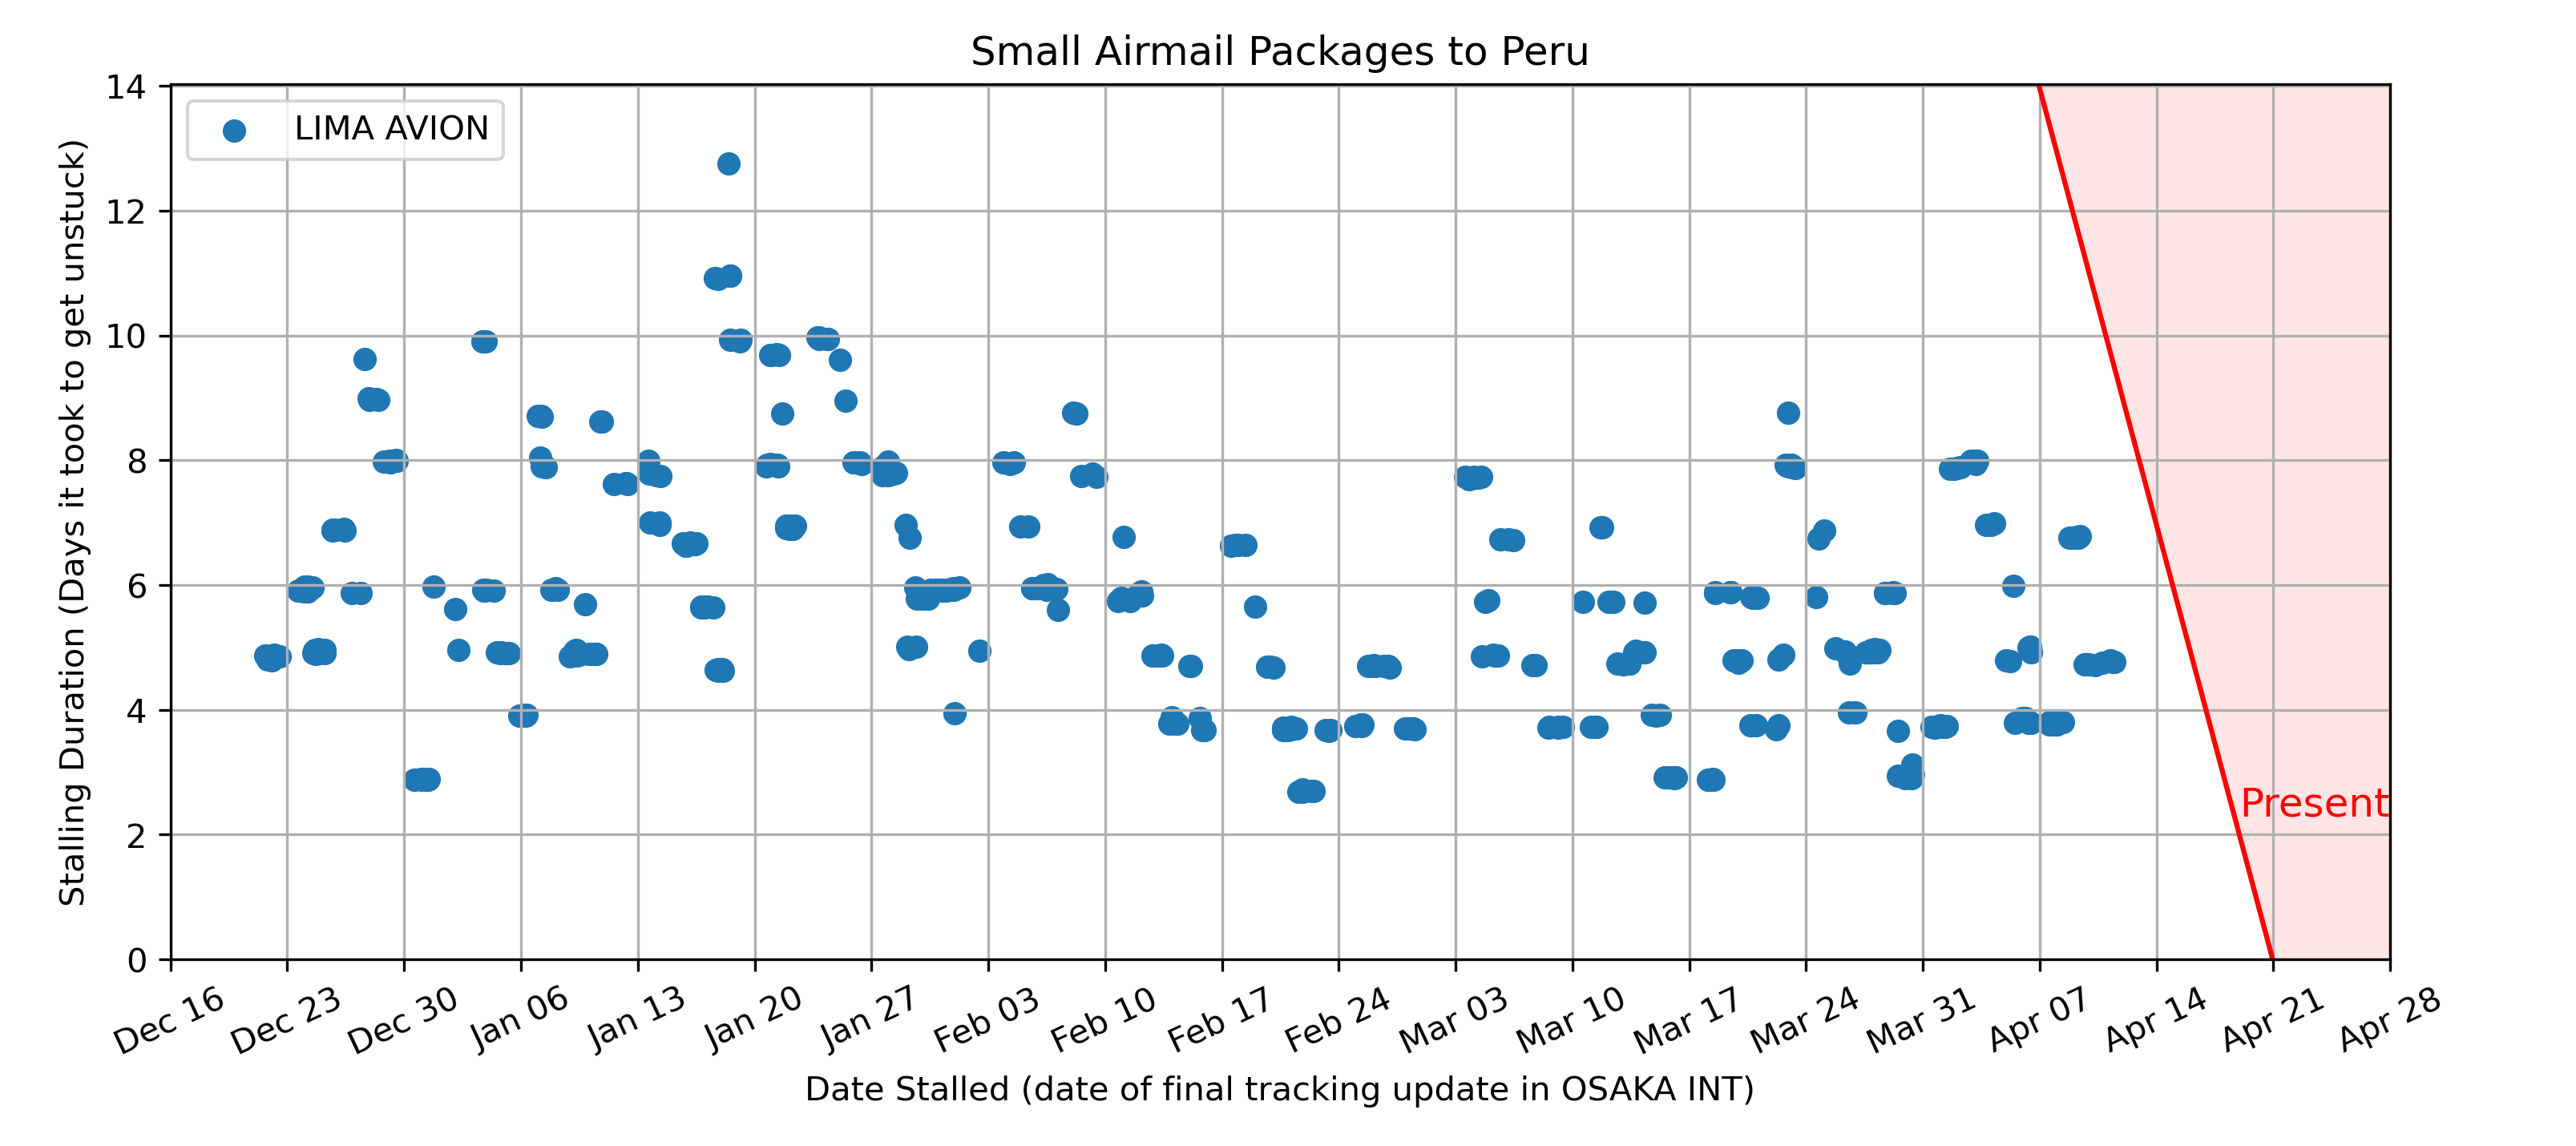 Small Airmail Packages to Peru
LIMA AVION
Stalling Duration (Days it took to get unstuck)
14
12
10
8
6
4
2
0
Present
Dec 16
Dec 23
Dec 30
Jan 06
Jan 13
Jan 20
Jan 27
Feb 03
Feb 10
Feb 17
Feb 24
Mar 03
Mar 10
Mar 17
Mar 24
Mar 31
Apr 07
Apr 14
Apr 21
Apr 28
Date Stalled (date of final tracking update in OSAKA INT)